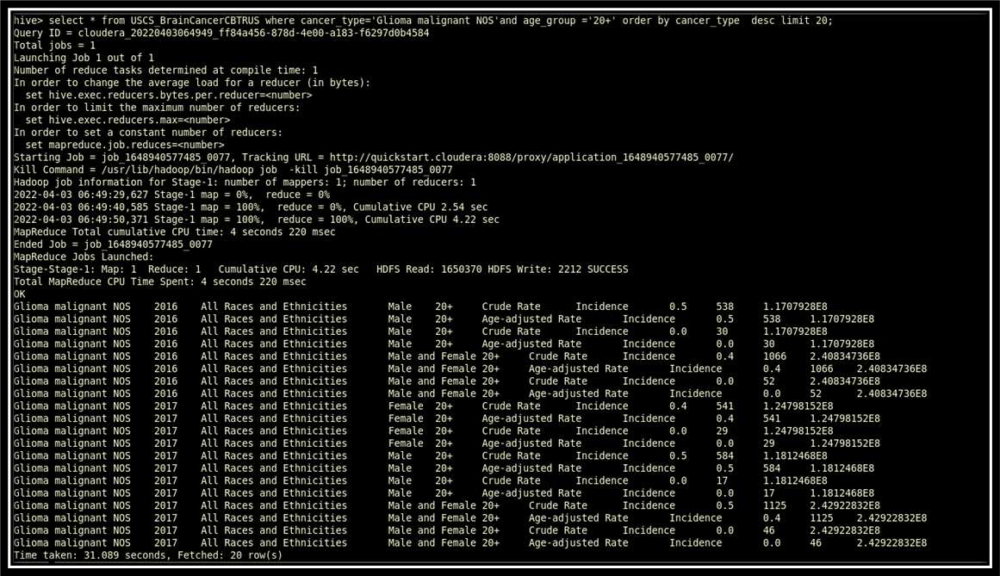 hive> select * from USCS_BrainCancerCBTRUS where cancer_type='Glioma malignant NOS'and age_group ='20+' order by cancer_type  desc limit 20;
Query ID = cloudera_20220403064949_ff84a456-878d-4e00-a183-f6297d0b4584
Total jobs = 1
Launching Job 1 out of 1
Number of reduce tasks determined at compile time: 1
In order to change the average load for a reducer (in bytes):
  set hive.exec.reducers.bytes.per.reducer=<number>
In order to limit the maximum number of reducers:
  set hive.exec.reducers.max=<number>
In order to set a constant number of reducers:
  set mapreduce.job.reduces=<number>
Starting Job = job_1648940577485_0077, Tracking URL = http://quickstart.cloudera:8088/proxy/application_1648940577485_0077/
Kill Command = /usr/lib/hadoop/bin/hadoop job  -kill job_1648940577485_0077
Hadoop job information for Stage-1: number of mappers: 1; number of reducers: 1
2022-04-03 06:49:29,627 Stage-1 map = 0%,  reduce = 0%
2022-04-03 06:49:40,585 Stage-1 map = 100%,  reduce = 0%, Cumulative CPU 2.54 sec
2022-04-03 06:49:50,371 Stage-1 map = 100%,  reduce = 100%, Cumulative CPU 4.22 sec
MapReduce Total cumulative CPU time: 4 seconds 220 msec
Ended Job = job_1648940577485_0077
MapReduce Jobs Launched:
Stage-Stage-1: Map: 1  Reduce: 1   Cumulative CPU: 4.22 sec   HDFS Read: 1650370 HDFS Write: 2212 SUCCESS
Total MapReduce CPU Time Spent: 4 seconds 220 msec
OK
Glioma malignant NOS	2016	All Races and Ethnicities	Male	20+	Crude Rate	Incidence	0.5	538	1.1707928E8
Glioma malignant NOS	2016	All Races and Ethnicities	Male	20+	Age-adjusted Rate	Incidence	0.5	538	1.1707928E8
Glioma malignant NOS	2016	All Races and Ethnicities	Male	20+	Crude Rate	Incidence	0.0	30	1.1707928E8
Glioma malignant NOS	2016	All Races and Ethnicities	Male	20+	Age-adjusted Rate	Incidence	0.0	30	1.1707928E8
Glioma malignant NOS	2016	All Races and Ethnicities	Male and Female	20+	Crude Rate	Incidence	0.4	1066	2.40834736E8
Glioma malignant NOS	2016	All Races and Ethnicities	Male and Female	20+	Age-adjusted Rate	Incidence	0.4	1066	2.40834736E8
Glioma malignant NOS	2016	All Races and Ethnicities	Male and Female	20+	Crude Rate	Incidence	0.0	52	2.40834736E8
Glioma malignant NOS	2016	All Races and Ethnicities	Male and Female	20+	Age-adjusted Rate	Incidence	0.0	52	2.40834736E8
Glioma malignant NOS	2017	All Races and Ethnicities	Female	20+	Crude Rate	Incidence	0.4	541	1.24798152E8
Glioma malignant NOS	2017	All Races and Ethnicities	Female	20+	Age-adjusted Rate	Incidence	0.4	541	1.24798152E8
Glioma malignant NOS	2017	All Races and Ethnicities	Female	20+	Crude Rate	Incidence	0.0	29	1.24798152E8
Glioma malignant NOS	2017	All Races and Ethnicities	Female	20+	Age-adjusted Rate	Incidence	0.0	29	1.24798152E8
Glioma malignant NOS	2017	All Races and Ethnicities	Male	20+	Crude Rate	Incidence	0.5	584	1.1812468E8
Glioma malignant NOS	2017	All Races and Ethnicities	Male	20+	Age-adjusted Rate	Incidence	0.5	584	1.1812468E8
Glioma malignant NOS	2017	All Races and Ethnicities	Male	20+	Crude Rate	Incidence	0.0	17	1.1812468E8
Glioma malignant NOS	2017	All Races and Ethnicities	Male	20+	Age-adjusted Rate	Incidence	0.0	17	1.1812468E8
Glioma malignant NOS	2017	All Races and Ethnicities	Male and Female	20+	Crude Rate	Incidence	0.5	1125	2.42922832E8
Glioma malignant NOS	2017	All Races and Ethnicities	Male and Female	20+	Age-adjusted Rate	Incidence	0.4	1125	2.42922832E8
Glioma malignant NOS	2017	All Races and Ethnicities	Male and Female	20+	Crude Rate	Incidence	0.0	46	2.42922832E8
Glioma malignant NOS	2017	All Races and Ethnicities	Male and Female	20+	Age-adjusted Rate	Incidence	0.0	46	2.42922832E8
Time taken: 31.089 seconds, Fetched: 20 row(s)